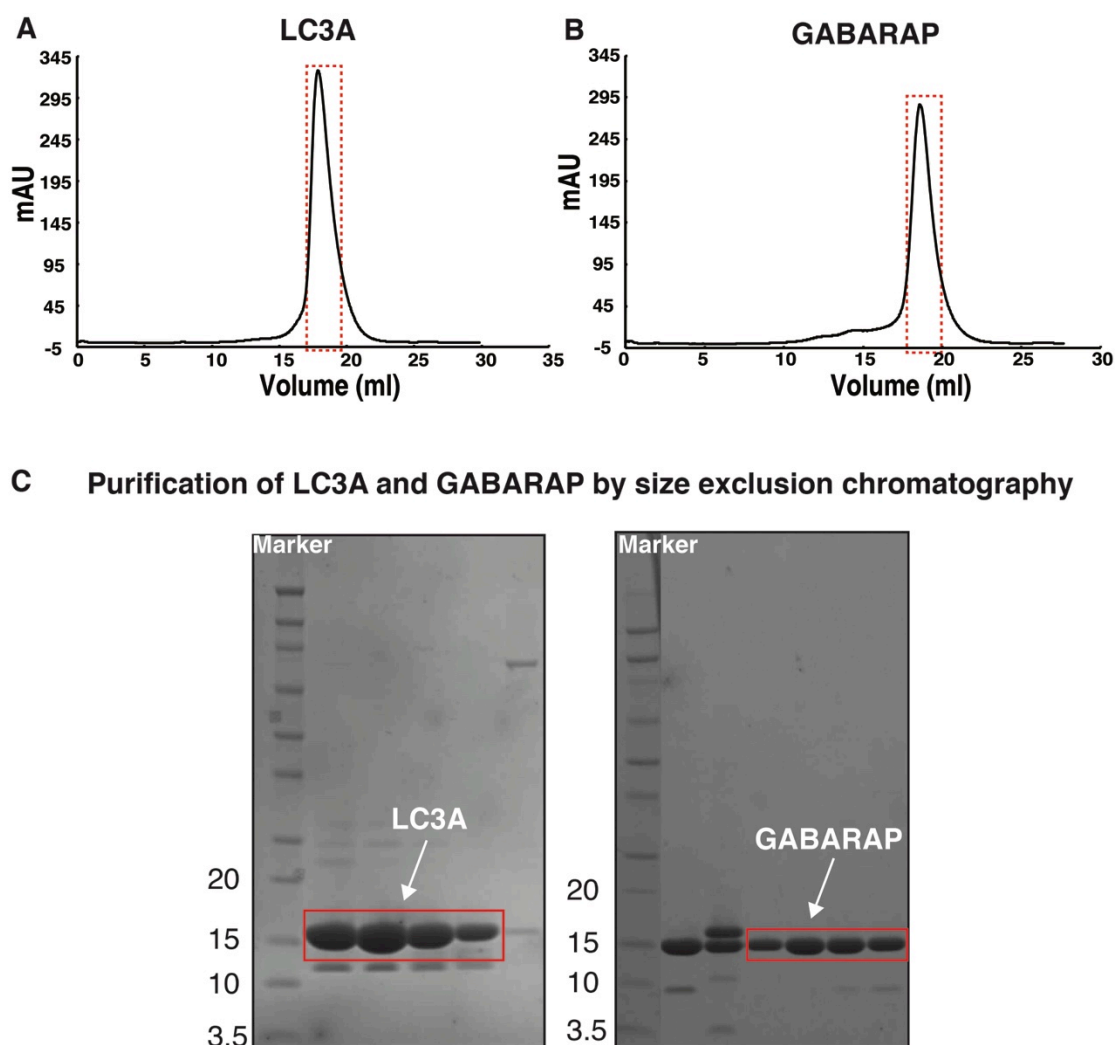 A
LC3A
345
295
245
195
145
95
45
-5
mAU
0 5 10 15 20 25 30 35
Volume (ml)
B
GABARAP
345
295
245
195
145
95
45
-5
mAU
0 5 10 15 20 25 30
Volume (ml)
C Purification of LC3A and GABARAP by size exclusion chromatography
Marker
LC3A
20
15
10
3.5
Marker
GABARAP
20
15
10
3.5